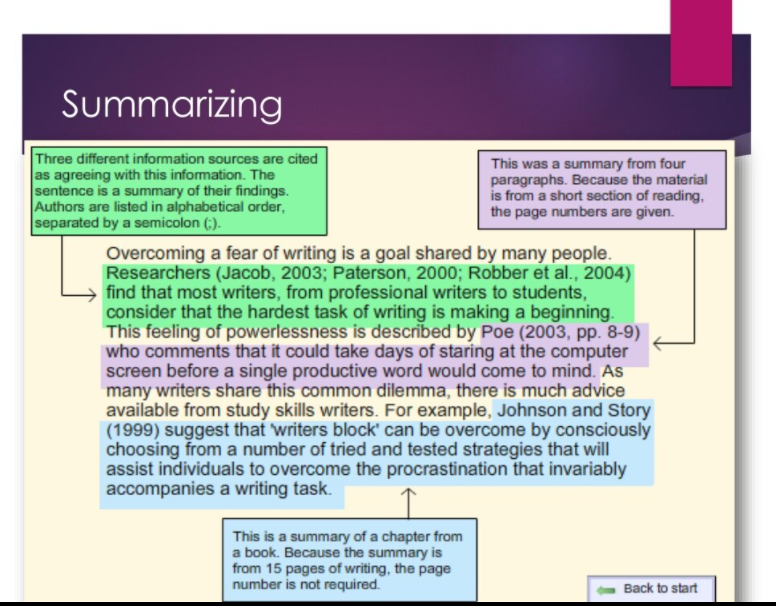 Summarizing
Three different information sources are cited
as agreeing with this information. The
sentence is a summary of their findings.
Authors are listed in alphabetical order,
separated by a semicolon (;).
This was a summary from four
paragraphs. Because the material
is from a short section of reading,
the page numbers are given.
Overcoming a fear of writing is a goal shared by many people.
Researchers (Jacob, 2003; Paterson, 2000; Robber et al., 2004)
find that most writers, from professional writers to students,
consider that the hardest task of writing is making a beginning.
This feeling of powerlessness is described by Poe (2003, pp. 8-9)
who comments that it could take days of staring at the computer
screen before a single productive word would come to mind. As
many writers share this common dilemma, there is much advice
available from study skills writers. For example, Johnson and Story
(1999) suggest that 'writers block' can be overcome by consciously
choosing from a number of tried and tested strategies that will
assist individuals to overcome the procrastination that invariably
accompanies a writing task.
This is a summary of a chapter from
a book. Because the summary is
from 15 pages of writing, the page
number is not required.
Back to start